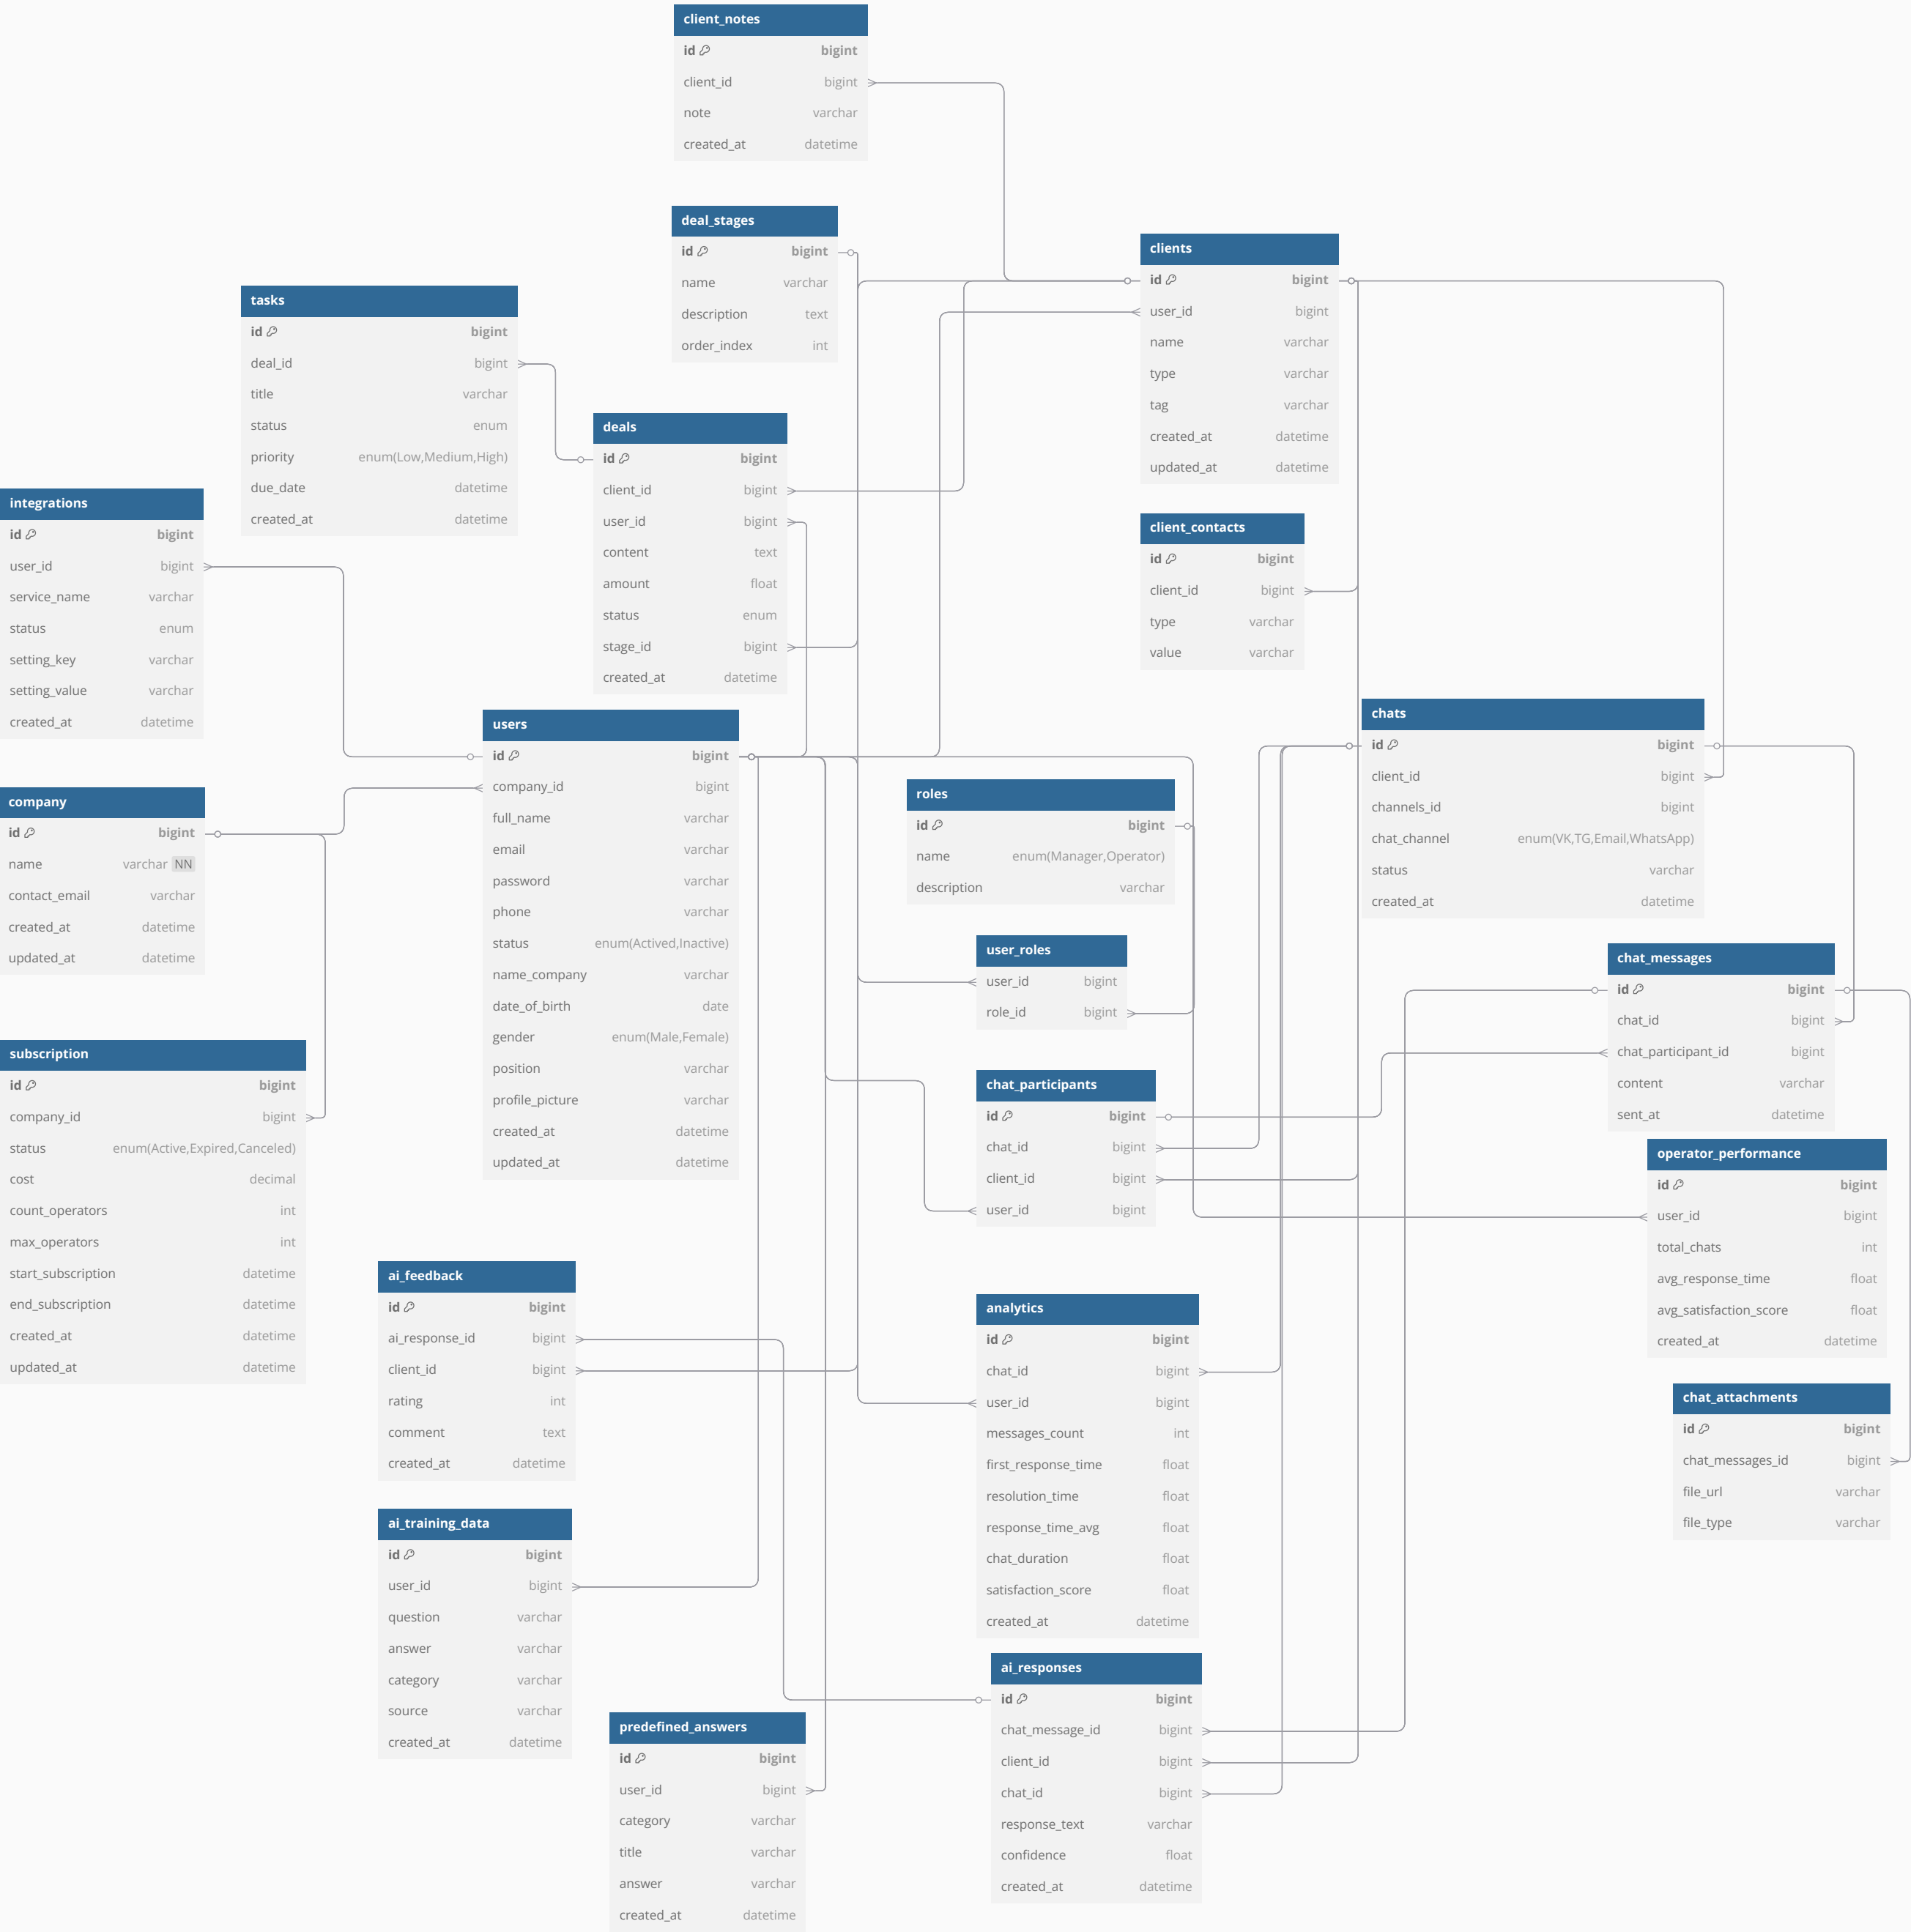 client_notes
id bigint
client_id bigint
note varchar
created_at datetime
deal_stages
id bigint
name varchar
description text
order_index int
clients
id bigint
user_id bigint
name varchar
type varchar
tag varchar
created_at datetime
updated_at datetime
tasks
id bigint
deal_id bigint
title varchar
status enum
priority enum(Low,Medium,High)
due_date datetime
created_at datetime
deals
id bigint
client_id bigint
user_id bigint
content text
amount float
status enum
stage_id bigint
created_at datetime
integrations
id bigint
user_id bigint
service_name varchar
status enum
setting_key varchar
setting_value varchar
created_at datetime
client_contacts
id bigint
client_id bigint
type varchar
value varchar
users
id bigint
company_id bigint
full_name varchar
email varchar
password varchar
phone varchar
status enum(Actived,Inactive)
name_company varchar
date_of_birth date
gender enum(Male,Female)
position varchar
profile_picture varchar
created_at datetime
updated_at datetime
chats
id bigint
client_id bigint
channels_id bigint
chat_channel enum(VK,TG,Email,WhatsApp)
status varchar
created_at datetime
company
id bigint
name varchar NN
contact_email varchar
created_at datetime
updated_at datetime
roles
id bigint
name enum(Manager,Operator)
description varchar
user_roles
user_id bigint
role_id bigint
chat_messages
id bigint
chat_id bigint
chat_participant_id bigint
content varchar
sent_at datetime
subscription
id bigint
company_id bigint
status enum(Active,Expired,Canceled)
cost decimal
count_operators int
max_operators int
start_subscription datetime
end_subscription datetime
created_at datetime
updated_at datetime
chat_participants
id bigint
chat_id bigint
client_id bigint
user_id bigint
operator_performance
id bigint
user_id bigint
total_chats int
avg_response_time float
avg_satisfaction_score float
created_at datetime
ai_feedback
id bigint
ai_response_id bigint
client_id bigint
rating int
comment text
created_at datetime
analytics
id bigint
chat_id bigint
user_id bigint
messages_count int
first_response_time float
resolution_time float
response_time_avg float
chat_duration float
satisfaction_score float
created_at datetime
chat_attachments
id bigint
chat_messages_id bigint
file_url varchar
file_type varchar
ai_training_data
id bigint
user_id bigint
question varchar
answer varchar
category varchar
source varchar
created_at datetime
ai_responses
id bigint
chat_message_id bigint
client_id bigint
chat_id bigint
response_text varchar
confidence float
created_at datetime
predefined_answers
id bigint
user_id bigint
category varchar
title varchar
answer varchar
created_at datetime